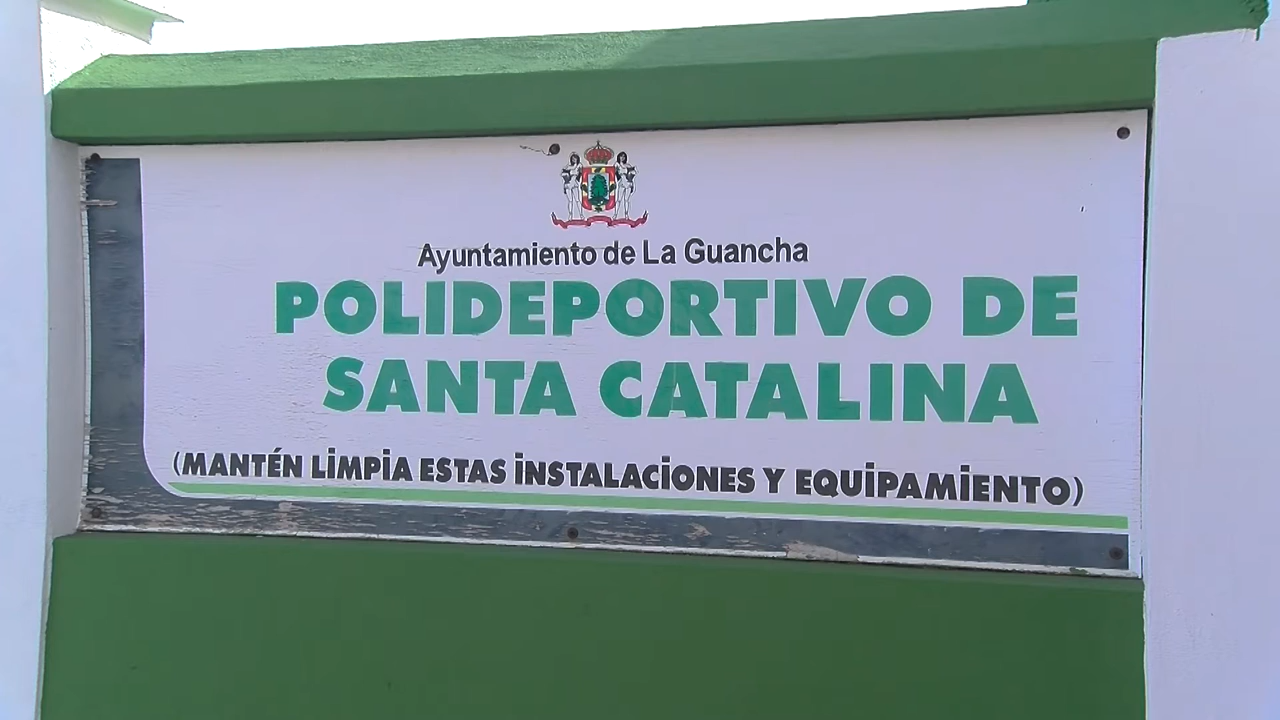 Ayuntamiento de La Guancha
POLIDEPORTIVO DE
SANTA CATALINA
(MANTÉN LiMPiA ESTAS iNSTALACiONES Y EQUiPAMiENTO)